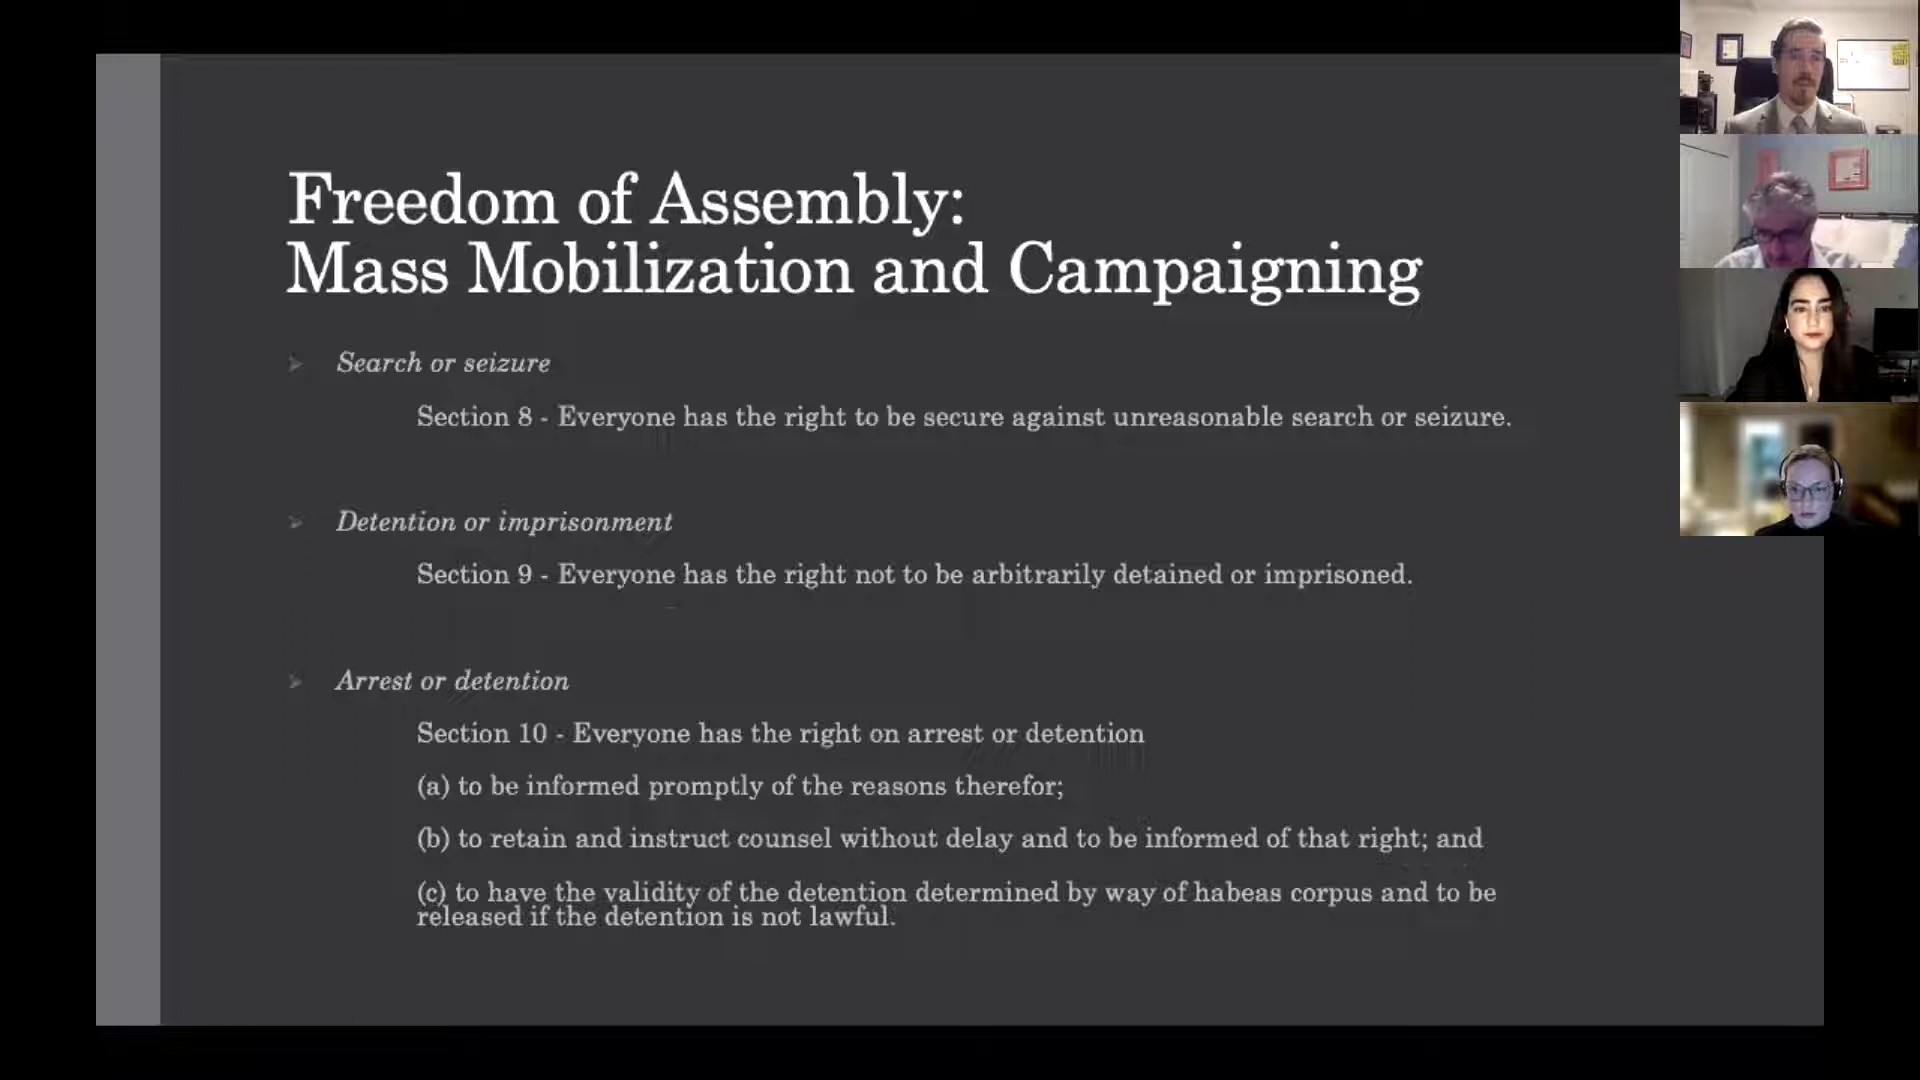 Freedom of Assembly:
Mass Mobilization and Campaigning
Search or seizure
Section 8 - Everyone has the right to be secure against unreasonable search or seizure.
Detention or imprisonment
Section 9 - Everyone has the right not to be arbitrarily detained or imprisoned.
Arrest or detention
Section 10 - Everyone has the right on arrest or detention
(a) to be informed promptly of the reasons therefor;
(b) to retain and instruct counsel without delay and to be informed of that right; and
(c) to have the validity of the detention determined by way of habeas corpus and to be
released if the detention is not lawful.